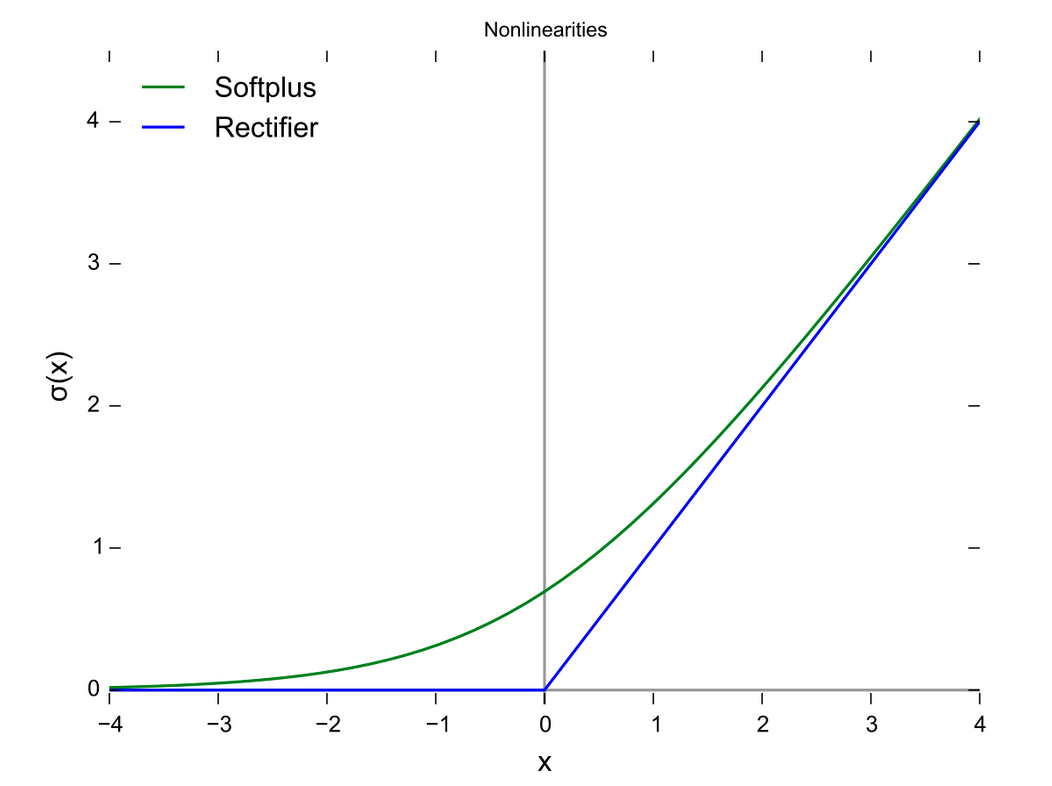 Nonlinearities
Softplus
Rectifier
4
3
2
1
0
σ(x)
−4 −3 −2 −1 0 1 2 3 4
x